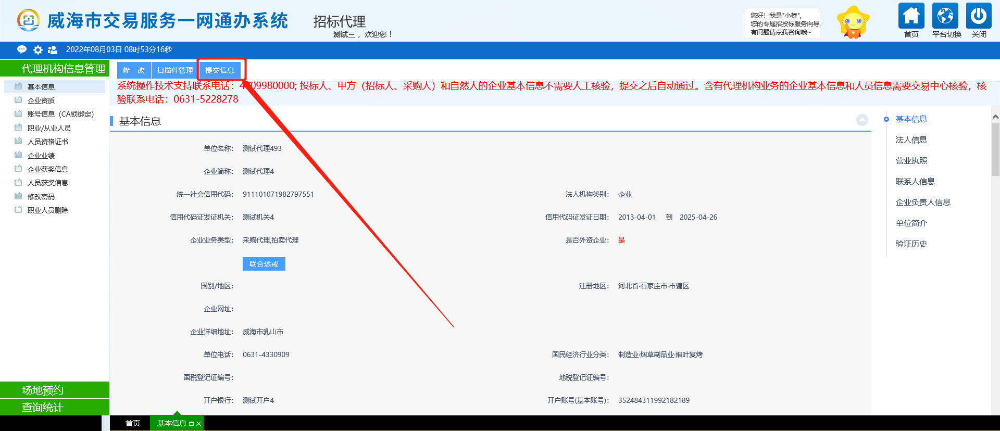 威海市交易服务一网通办系统
招标代理
测试三 ，欢迎您！
您好！我是"小桥",
您的专属招投标服务向导,
有问题请点我咨询哦~
首页
平台切换
关闭
2022年08月03日 08时53分16秒
代理机构信息管理
基本信息
企业资质
账号信息（CA锁绑定）
职业/从业人员
人员资格证书
企业业绩
企业获奖信息
人员获奖信息
修改密码
职业人员删除
场地预约
查询统计
修 改
扫描件管理
提交信息
系统操作技术支持联系电话：4 09980000; 投标人、甲方（招标人、采购人）和自然人的企业基本信息不需要人工核验，提交之后自动通过。含有代理机构业务的企业基本信息和人员信息需要交易中心核验，核
验联系电话：0631-5228278
基本信息
单位名称： 测试代理493
企业简称： 测试代理4
统一社会信用代码： 911101071982797551 法人机构类别： 企业
信用代码证发证机关： 测试机关4 信用代码证发证日期： 2013-04-01 到 2025-04-26
企业业务类型： 采购代理,拍卖代理 是否外资企业： 是
联合惩戒
国别/地区： 注册地区： 河北省·石家庄市·市辖区
企业网址：
企业详细地址： 威海市乳山市
单位电话： 0631-4330909 国民经济行业分类： 制造业·烟草制品业·烟叶复烤
国税登记证编号： 地税登记证编号：
开户银行： 测试开户4 开户账号(基本账号)： 352484311992182189
基本信息
法人信息
营业执照
联系人信息
企业负责人信息
单位简介
验证历史
首页
基本信息